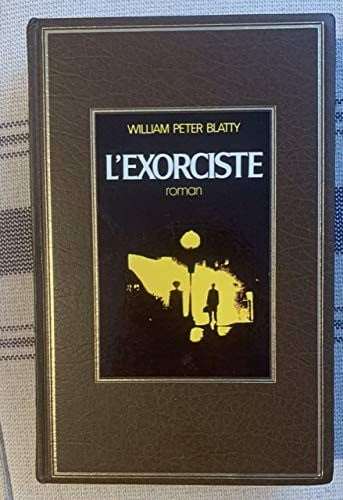 WILLIAM PETER BLATTY
L'EXORCISTE
roman